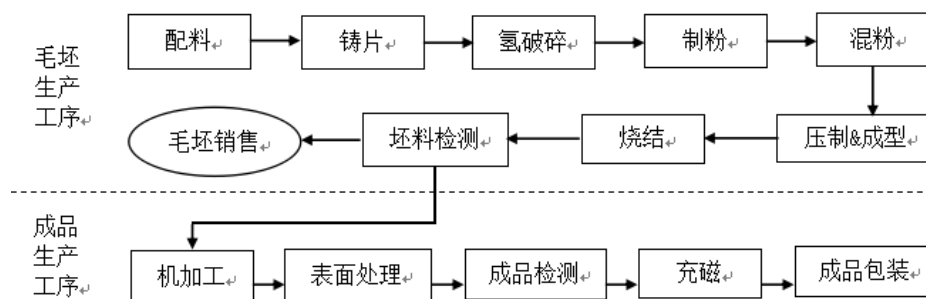 毛坯
生产
工序
配料
铸片
氢破碎
制粉
混粉
毛坯销售
坯料检测
烧结
压制&成型
成品
生产
工序
机加工
表面处理
成品检测
充磁
成品包装